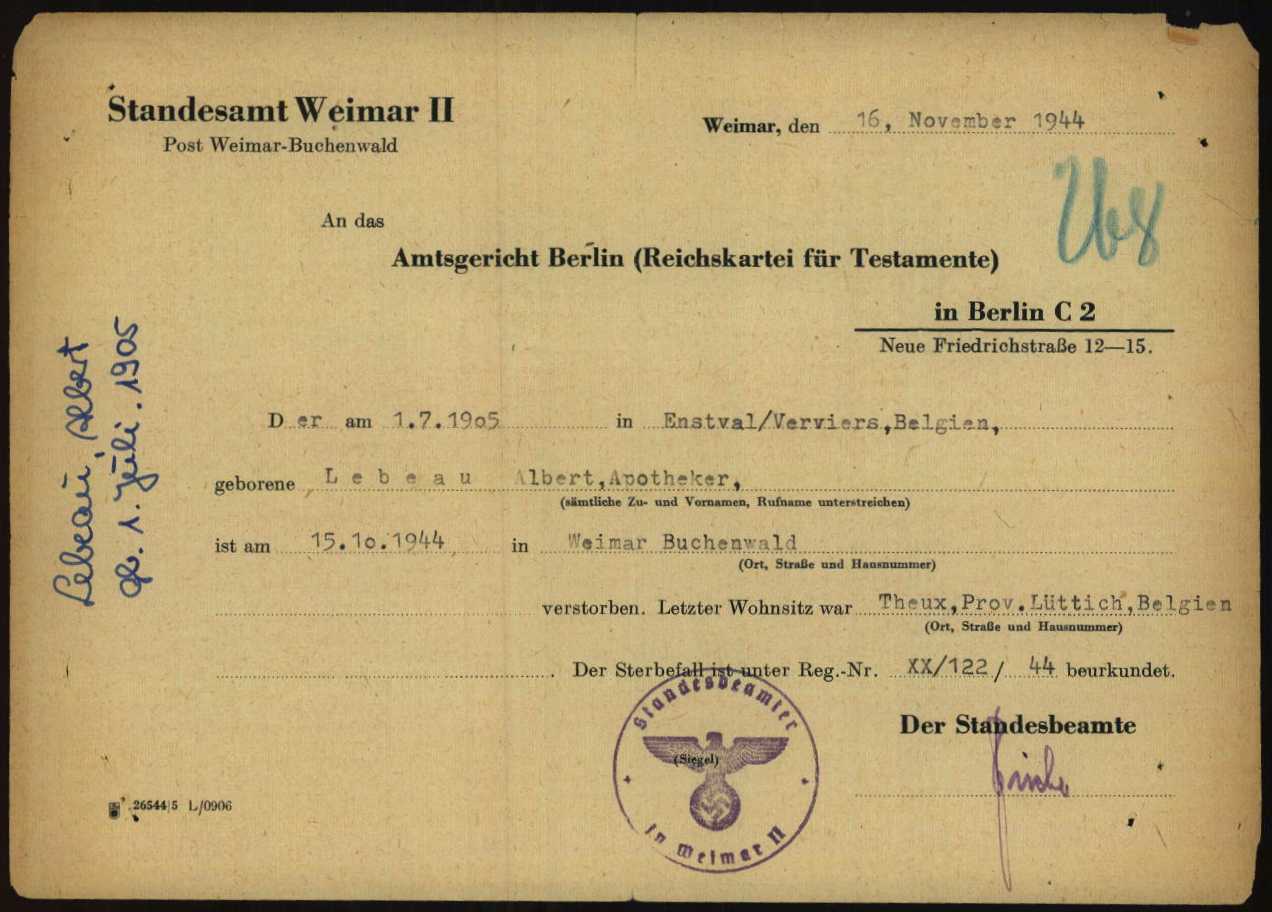 Standesamt Weimar II
Post Weimar-Buchenwald
Weimar, den 16, November 1944
An das
Amtsgericht Berlin (Reichskartei für Testamente)
in Berlin C 2
Neue Friedrichstraße 12—15.
Lebeau, Albert
gb. 1. Juli. 1905
Der am 1.7.19o5 in Enstval/Verviers,Belgien,
geborene Lebeau Albert,Apotheker,
(sämtliche Zu- und Vornamen, Rufname unterstreichen)
ist am 15.1o.1944 in Weimar Buchenwald
(Ort, Straße und Hausnummer)
verstorben. Letzter Wohnsitz war Theux,Prov.Lüttich,Belgien
(Ort, Straße und Hausnummer)
. Der Sterbefall ist unter Reg.-Nr. XX/122/ 44 beurkundet.
Der Standesbeamte
Standesbeamter
(Siegel)
in Weimar II
26544/5 L/0906